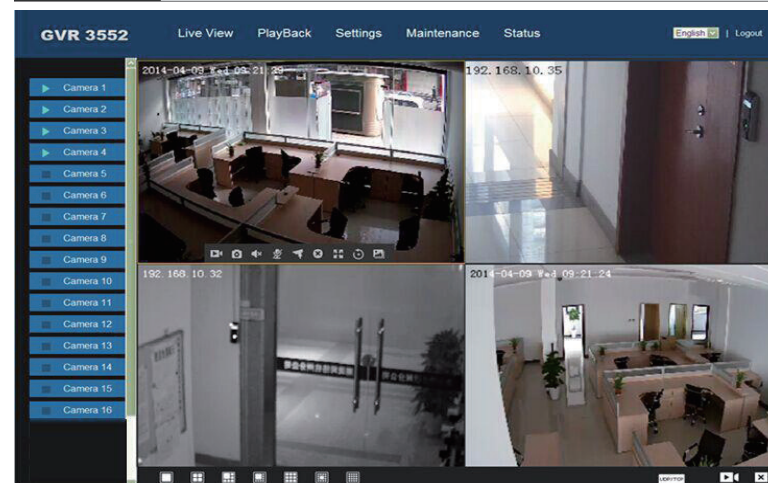 GVR 3552
Live View PlayBack Settings Maintenance Status
English | Logout
Camera 1
Camera 2
Camera 3
Camera 4
Camera 5
Camera 6
Camera 7
Camera 8
Camera 9
Camera 10
Camera 11
Camera 12
Camera 13
Camera 14
Camera 15
Camera 16
2014-04-09 Wed 09:21:29
192.168.10.35
192.168.10.32
2014-04-09 Wed 09:21:24
UDP/TCP